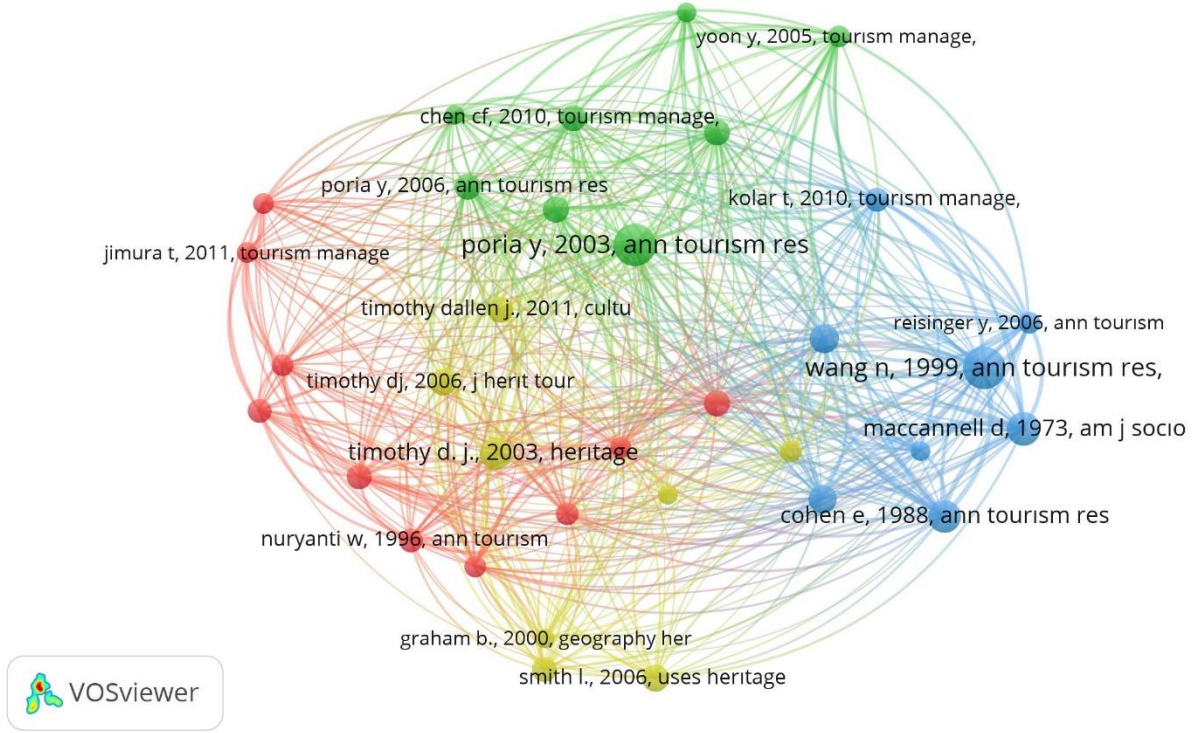 yoon y, 2005, tourism manage,
chen cf, 2010, tourism manage,
poria y, 2006, ann tourism res
kolar t, 2010, tourism manage,
poria y, 2003, ann tourism res
jimura t, 2011, tourism manage
timothy dallen j., 2011, cultu
reisinger y, 2006, ann tourism
wang n, 1999, ann tourism res,
timothy dj, 2006, j herit tour
maccannell d, 1973, am j socio
timothy d. j., 2003, heritage
cohen e, 1988, ann tourism res
nuryanti w, 1996, ann tourism
graham b., 2000, geography her
smith l., 2006, uses heritage
VOSviewer